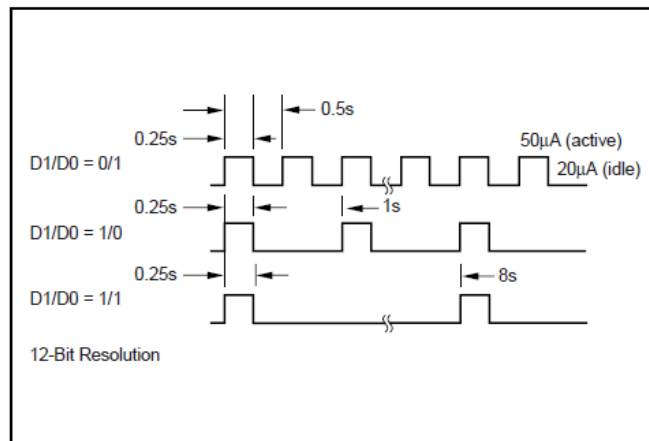 0.5s
0.25s
50μA (active)
D1/D0 = 0/1
20μA (idle)
0.25s
1s
D1/D0 = 1/0
0.25s
8s
D1/D0 = 1/1
12-Bit Resolution